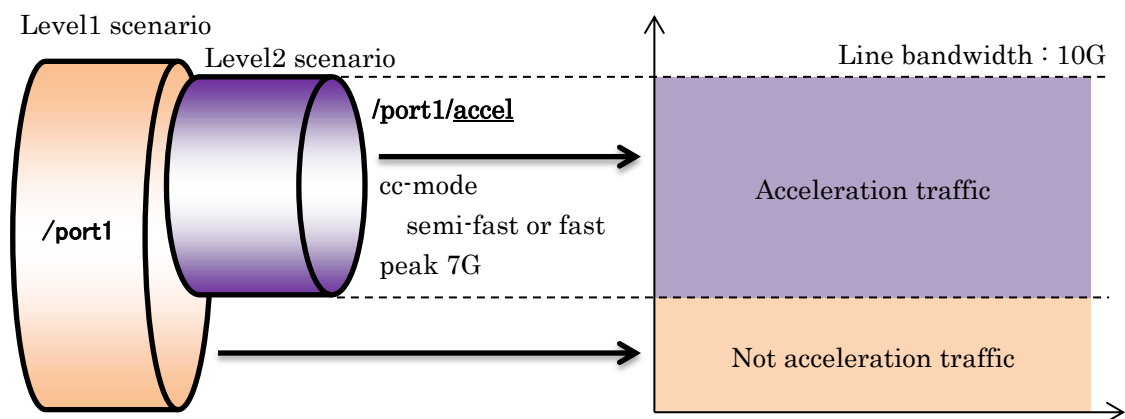 Level1 scenario
Level2 scenario
Line bandwidth：10G
/port1/accel
cc-mode
semi-fast or fast
peak 7G
/port1
Acceleration traffic
Not acceleration traffic